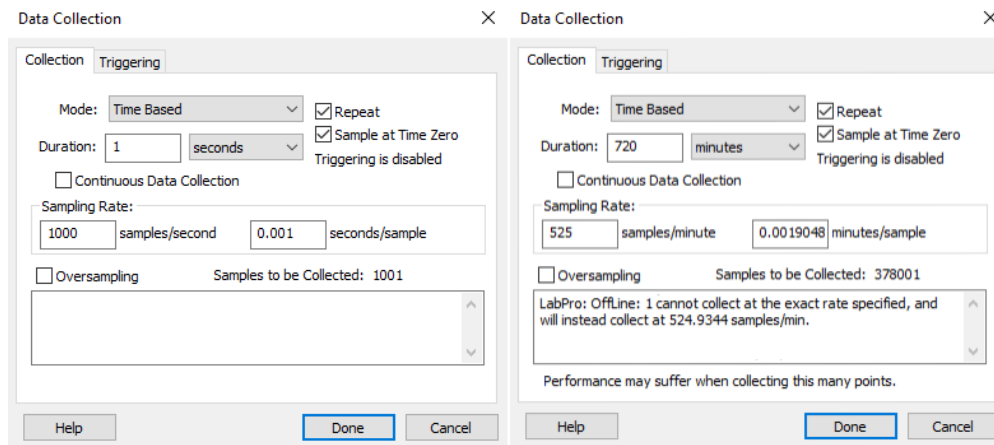 Data Collection
Collection Triggering
Mode: Time Based
Repeat
Sample at Time Zero
Duration: 1 seconds
Triggering is disabled
Continuous Data Collection
Sampling Rate:
1000 samples/second 0.001 seconds/sample
Oversampling Samples to be Collected: 1001
Help Done Cancel
Data Collection
Collection Triggering
Mode: Time Based
Repeat
Sample at Time Zero
Duration: 720 minutes
Triggering is disabled
Continuous Data Collection
Sampling Rate:
525 samples/minute 0.0019048 minutes/sample
Oversampling Samples to be Collected: 378001
LabPro: OffLine: 1 cannot collect at the exact rate specified, and
will instead collect at 524.9344 samples/min.
Performance may suffer when collecting this many points.
Help Done Cancel